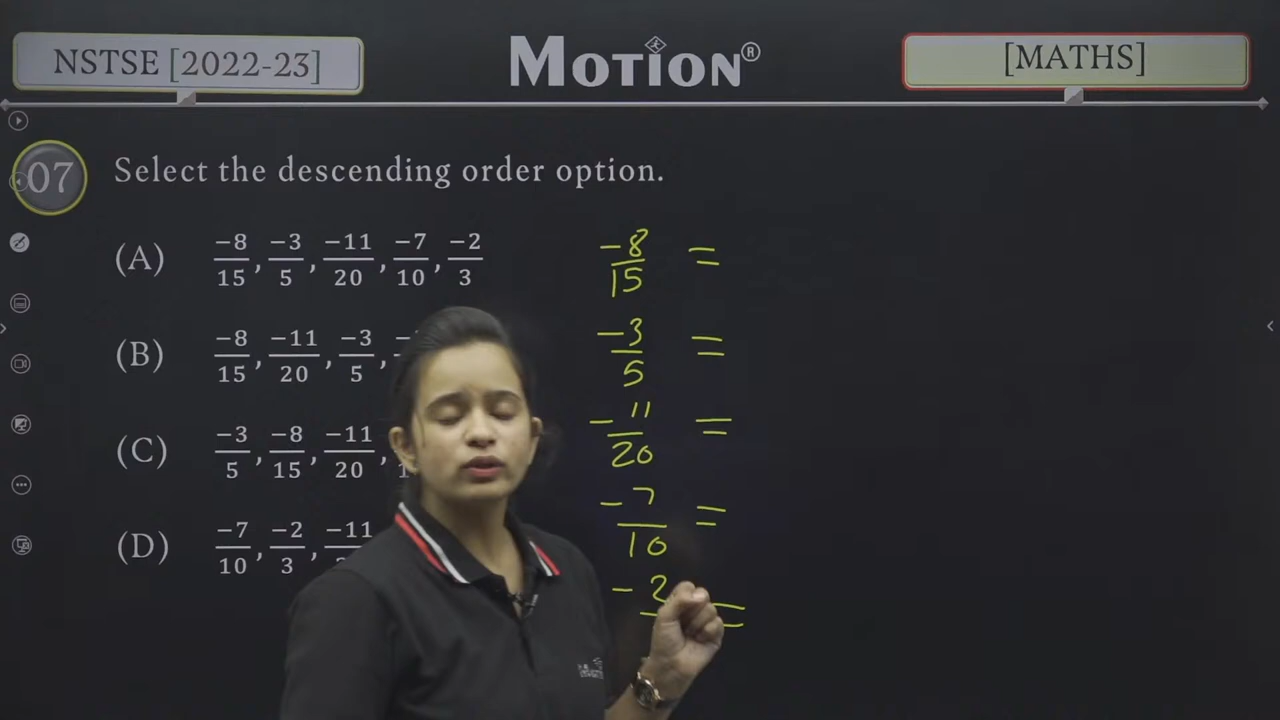 NSTSE [2022-23]
MOTION®
[MATHS]
07 Select the descending order option.
(A) -8/15, -3/5, -11/20, -7/10, -2/3
(B) -8/15, -11/20, -3/5,
(C) -3/5, -8/15, -11/20,
(D) -7/10, -2/3, -11
-8/15 =
-3/5 =
-11/20 =
-7/10 =
-2 =